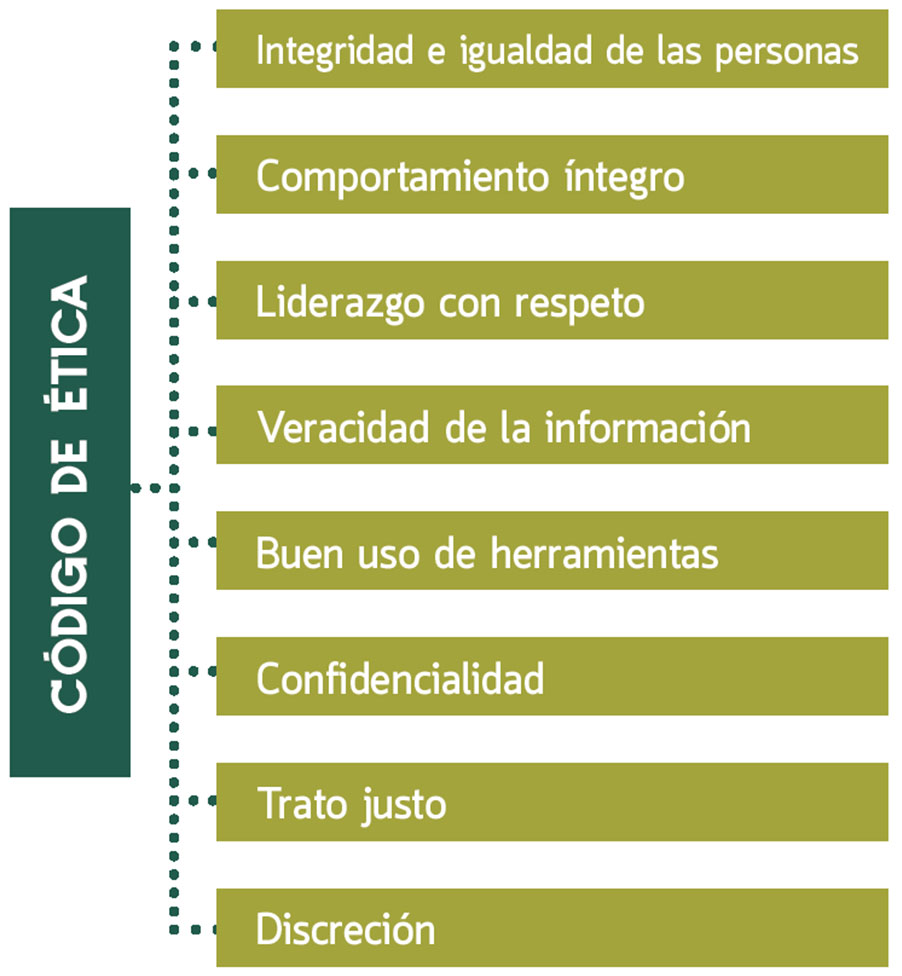 CÓDIGO DE ÉTICA
Integridad e igualdad de las personas
Comportamiento íntegro
Liderazgo con respeto
Veracidad de la información
Buen uso de herramientas
Confidencialidad
Trato justo
Discreción